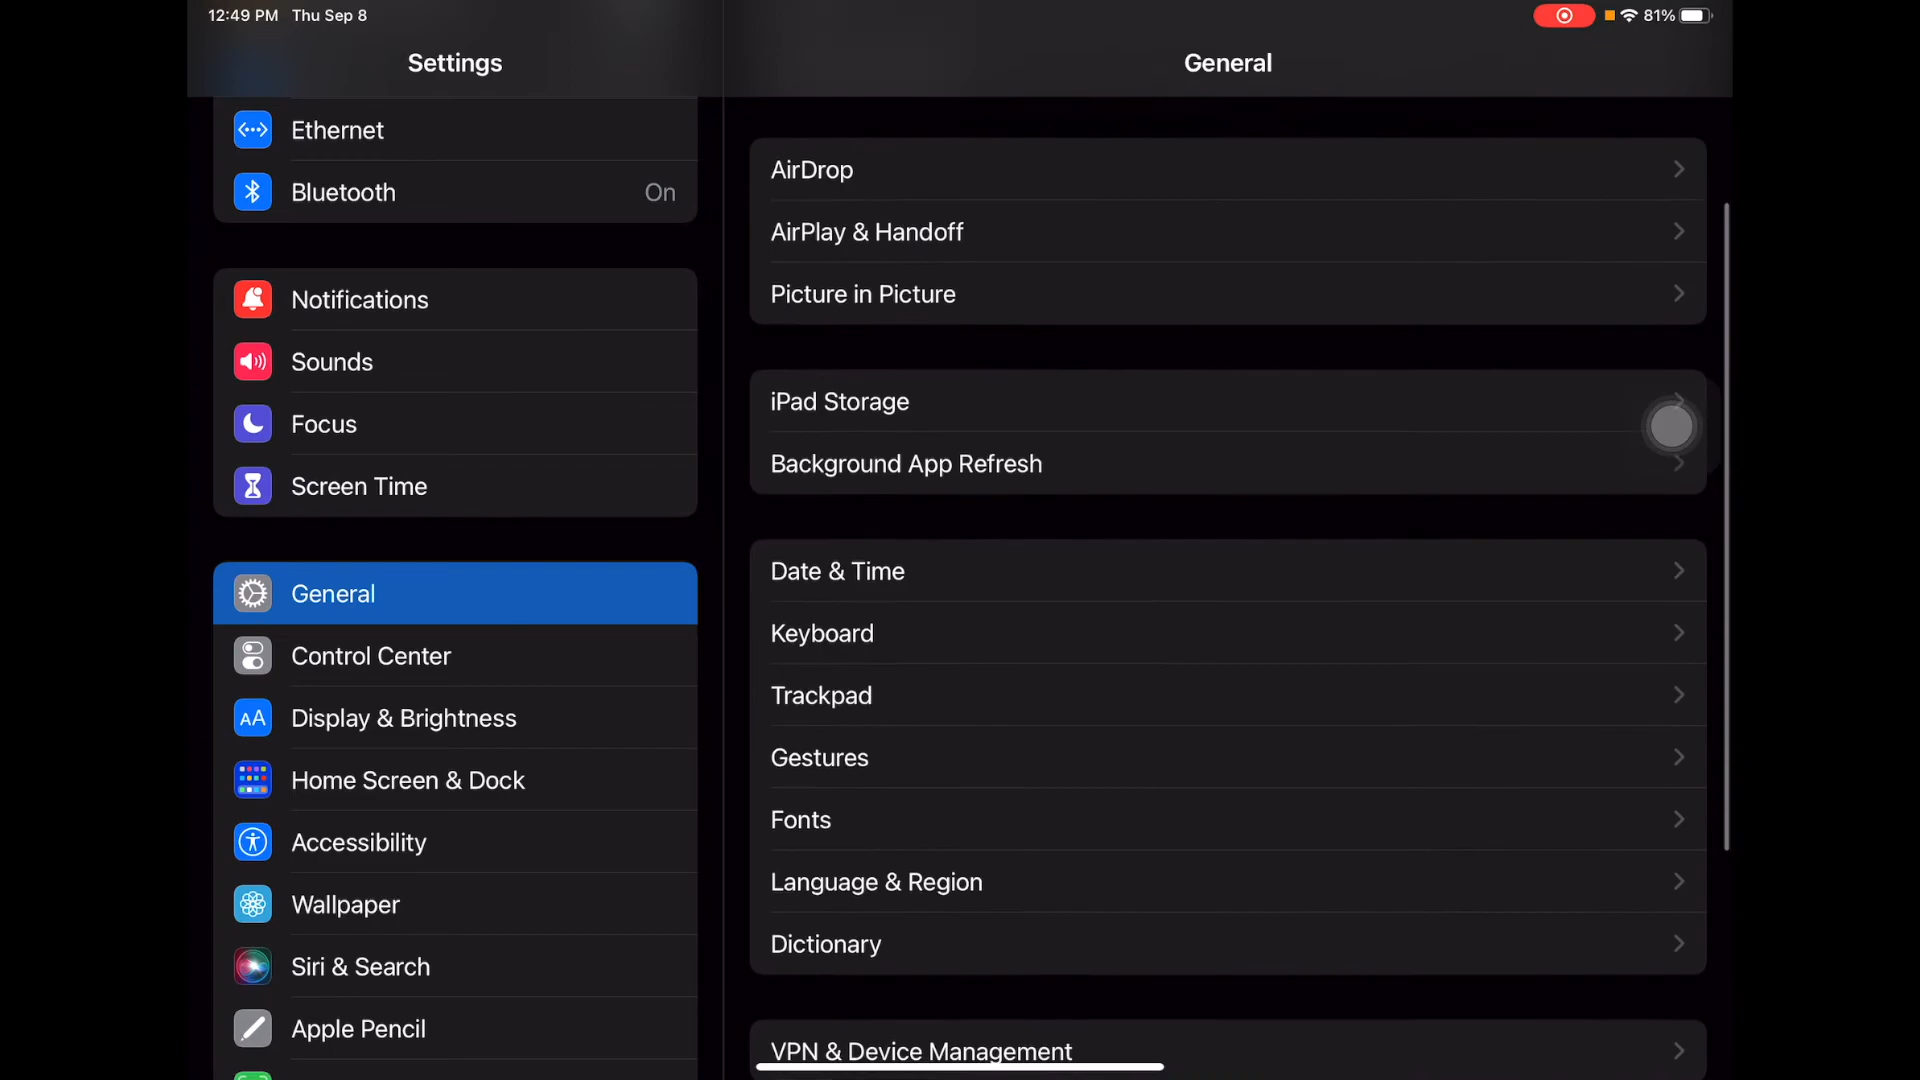 12:49 PM Thu Sep 8
81%
Settings
General
Ethernet
Bluetooth On
Notifications
Sounds
Focus
Screen Time
General
Control Center
AA
Display & Brightness
Home Screen & Dock
Accessibility
Wallpaper
Siri & Search
Apple Pencil
AirDrop
AirPlay & Handoff
Picture in Picture
iPad Storage
Background App Refresh
Date & Time
Keyboard
Trackpad
Gestures
Fonts
Language & Region
Dictionary
VPN & Device Management